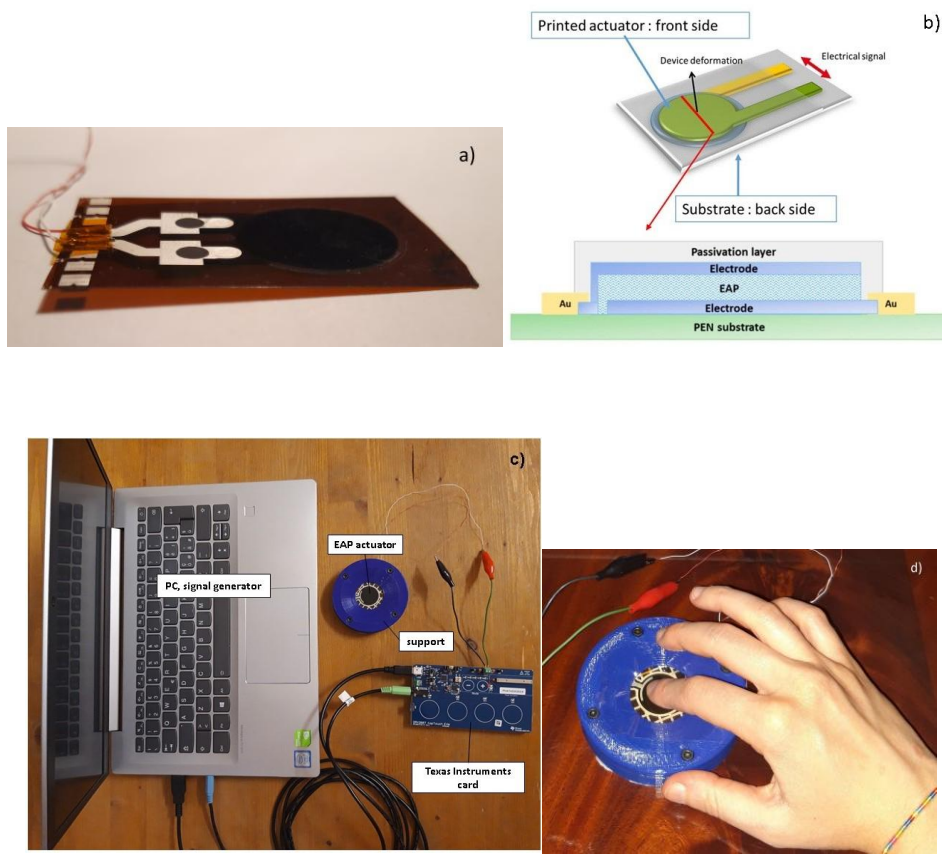 a)
b)
Printed actuator : front side
Device deformation
Electrical signal
Substrate : back side
Passivation layer
Electrode
EAP
Au
Au
Electrode
PEN substrate
c)
EAP actuator
PC, signal generator
support
Texas Instruments
card
d)